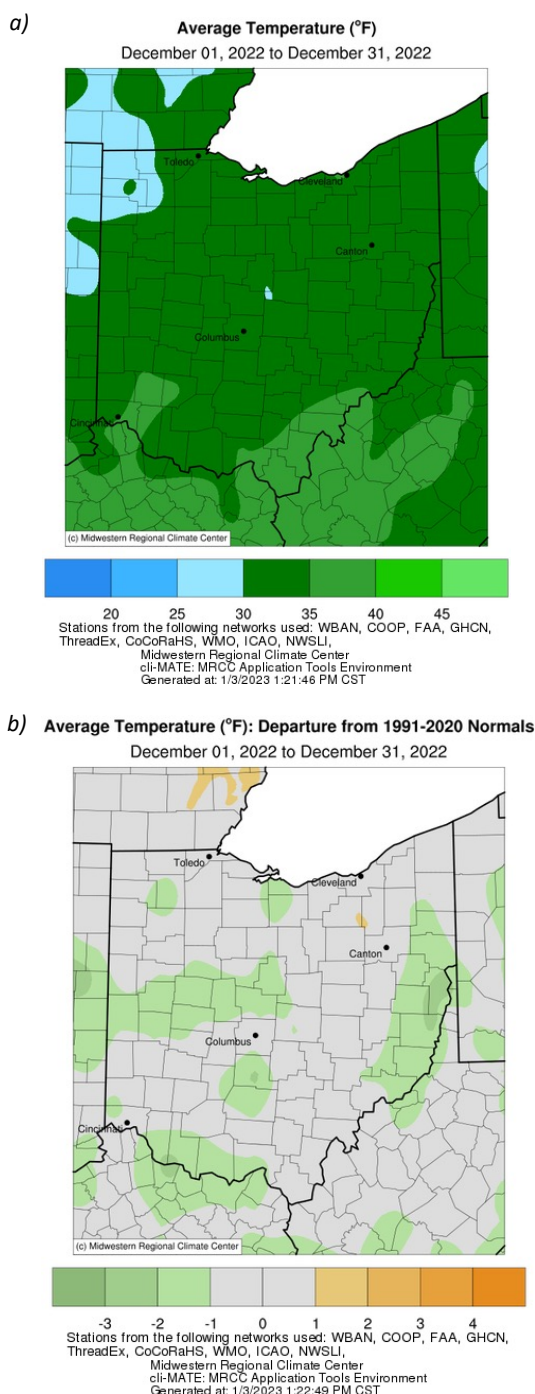 a)
Average Temperature (°F)
December 01, 2022 to December 31, 2022
Toledo
Cleveland
Canton
Columbus
Cincinnati
(c) Midwestern Regional Climate Center
20 25 30 35 40 45
Stations from the following networks used: WBAN, COOP, FAA, GHCN,
ThreadEx, CoCoRaHS, WMO, ICAO, NWSLI,
Midwestern Regional Climate Center
cli-MATE: MRCC Application Tools Environment
Generated at: 1/3/2023 1:21:46 PM CST
b)
Average Temperature (°F): Departure from 1991-2020 Normals
December 01, 2022 to December 31, 2022
Toledo
Cleveland
Canton
Columbus
Cincinnati
(c) Midwestern Regional Climate Center
-3 -2 -1 0 1 2 3 4
Stations from the following networks used: WBAN, COOP, FAA, GHCN,
ThreadEx, CoCoRaHS, WMO, ICAO, NWSLI,
Midwestern Regional Climate Center
cli-MATE: MRCC Application Tools Environment
Generated at: 1/3/2023 1:22:49 PM CST